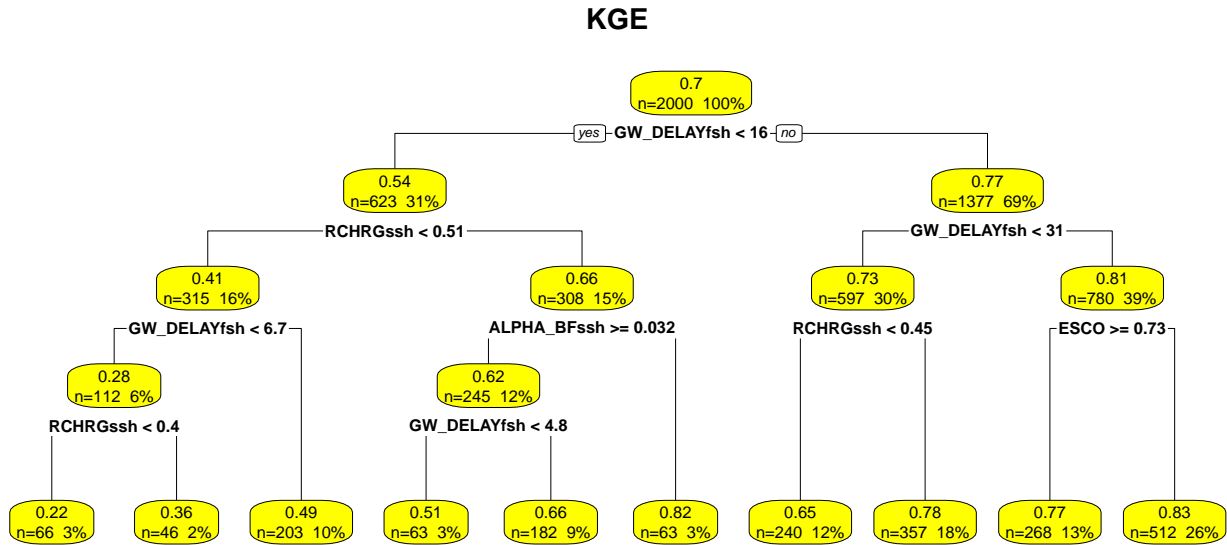 KGE
0.7
n=2000 100%
yes GW_DELAYfsh < 16 no
0.54
n=623 31%
0.77
n=1377 69%
RCHRGssh < 0.51
GW_DELAYfsh < 31
0.41
n=315 16%
0.66
n=308 15%
0.73
n=597 30%
0.81
n=780 39%
GW_DELAYfsh < 6.7
ALPHA_BFssh >= 0.032
RCHRGssh < 0.45
ESCO >= 0.73
0.28
n=112 6%
0.62
n=245 12%
RCHRGssh < 0.4
GW_DELAYfsh < 4.8
0.22
n=66 3%
0.36
n=46 2%
0.49
n=203 10%
0.51
n=63 3%
0.66
n=182 9%
0.82
n=63 3%
0.65
n=240 12%
0.78
n=357 18%
0.77
n=268 13%
0.83
n=512 26%